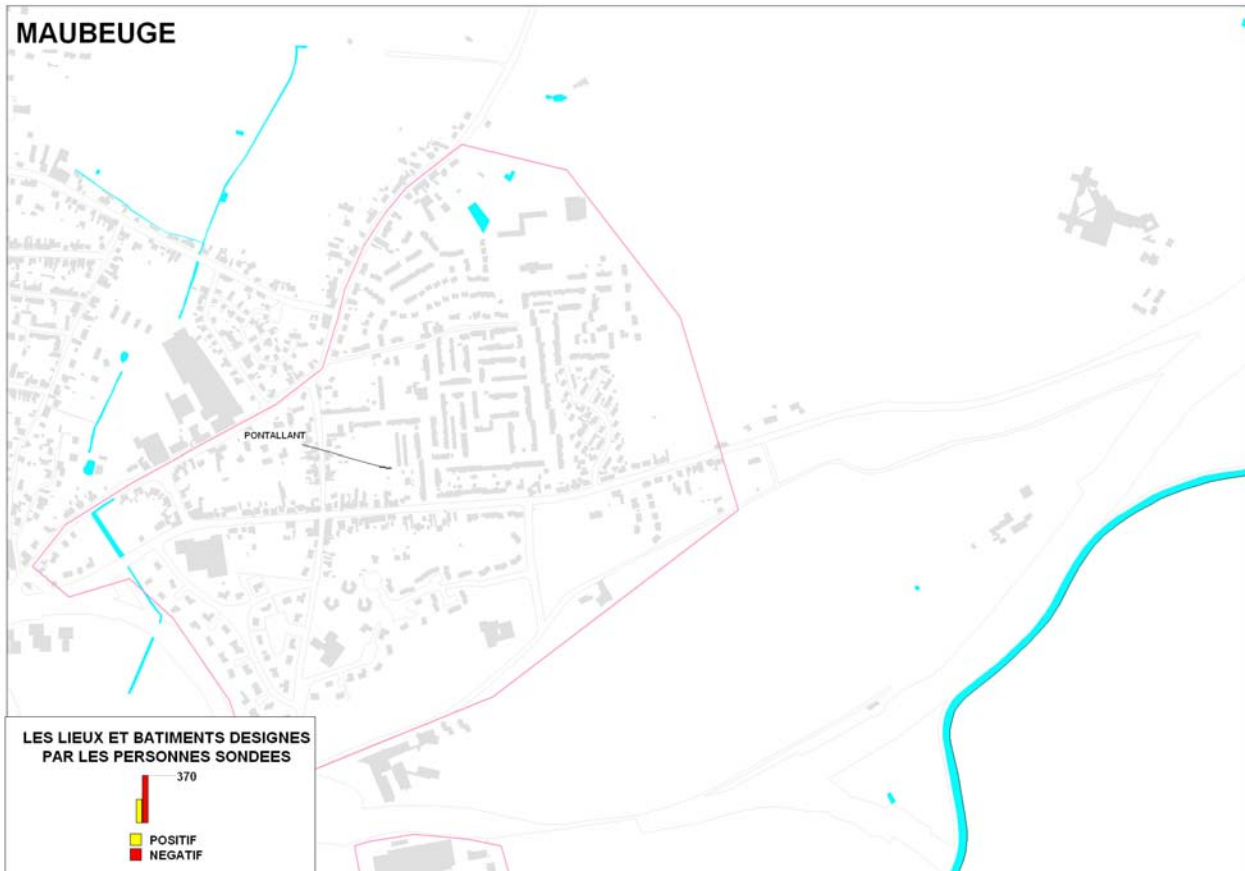 MAUBEUGE
PONTALLANT
LES LIEUX ET BATIMENTS DESIGNES
PAR LES PERSONNES SONDEES
370
POSITIF
NEGATIF